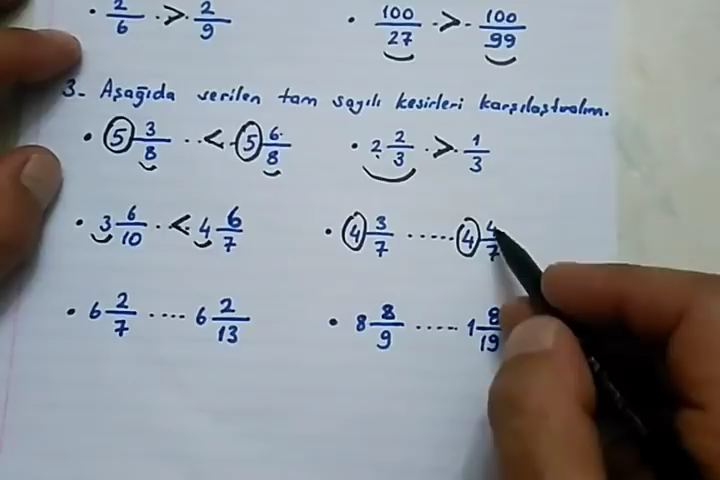 • 2/6 > 2/9 • 100/27 > 100/99
3- Aşağıda verilen tam sayılı kesirleri karşılaştıralım.
• 5 3/8 ..<.. 5 6/8 • 2 2/3 ..>.. 1/3
• 3 6/10 .<. 4 6/7 • 4 3/7 ..... 4 4/7
• 6 2/7 .... 6 2/13 • 8 8/9 ..... 1 8/19